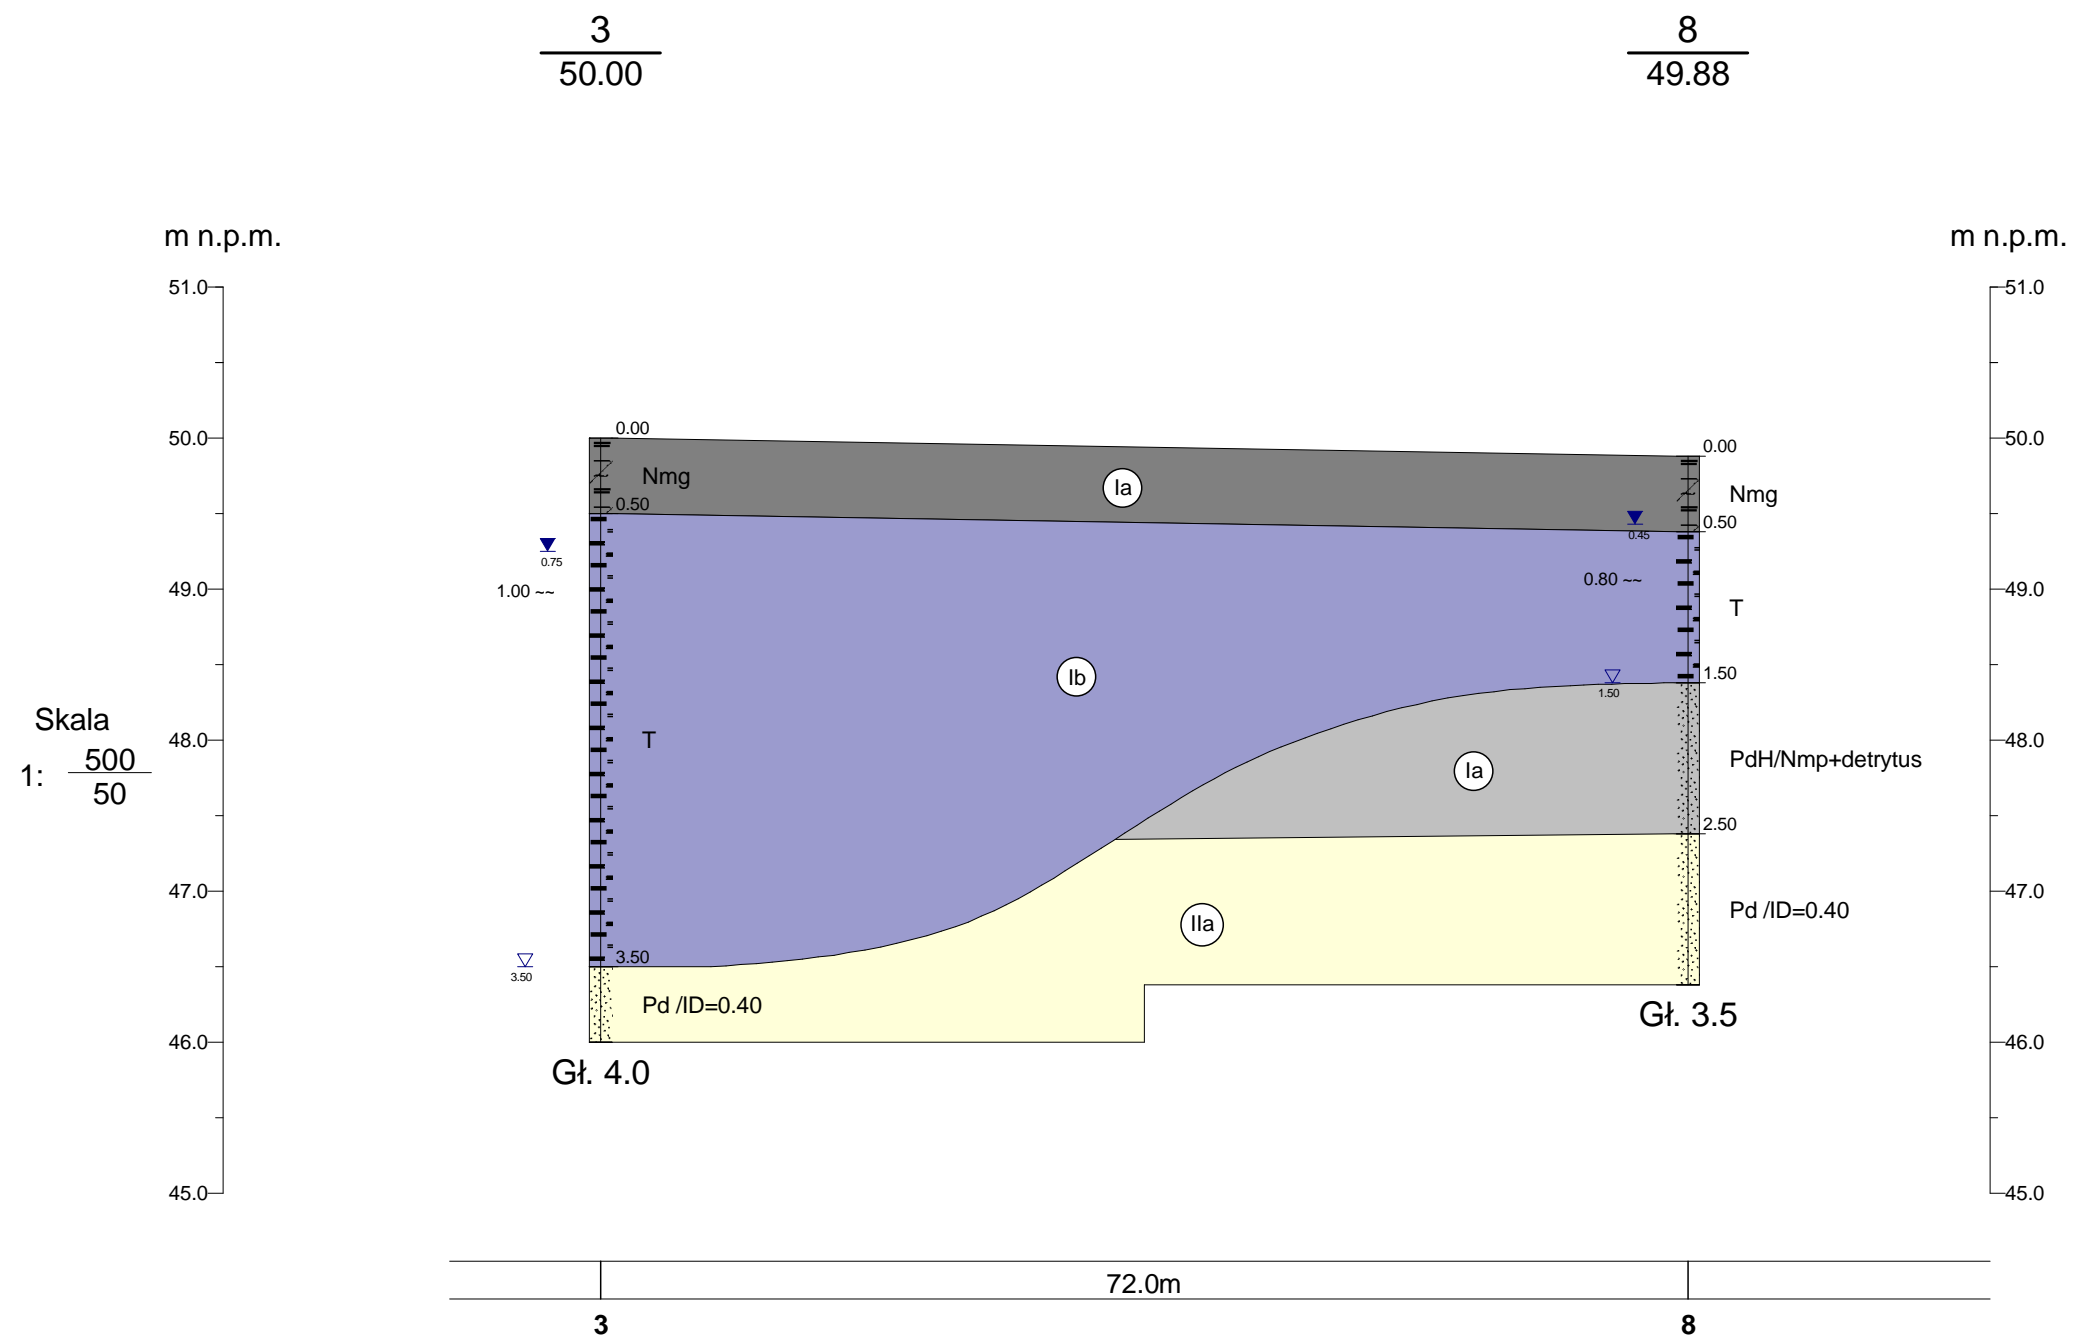 3
50.00
8
49.88
m n.p.m.
m n.p.m.
51.0
51.0
50.0
0.00
0.00
50.0
Nmg
Ia
Nmg
0.50
0.50
0.75
0.45
49.0
1.00 ~~
0.80 ~~
49.0
T
Ib
1.50
1.50
Skala
1: 500
50
48.0
T
48.0
Ia
PdH/Nmp+detrytus
2.50
47.0
47.0
IIa
Pd /ID=0.40
3.50
3.50
Pd /ID=0.40
Gł. 3.5
46.0
46.0
Gł. 4.0
45.0
45.0
72.0m
3
8